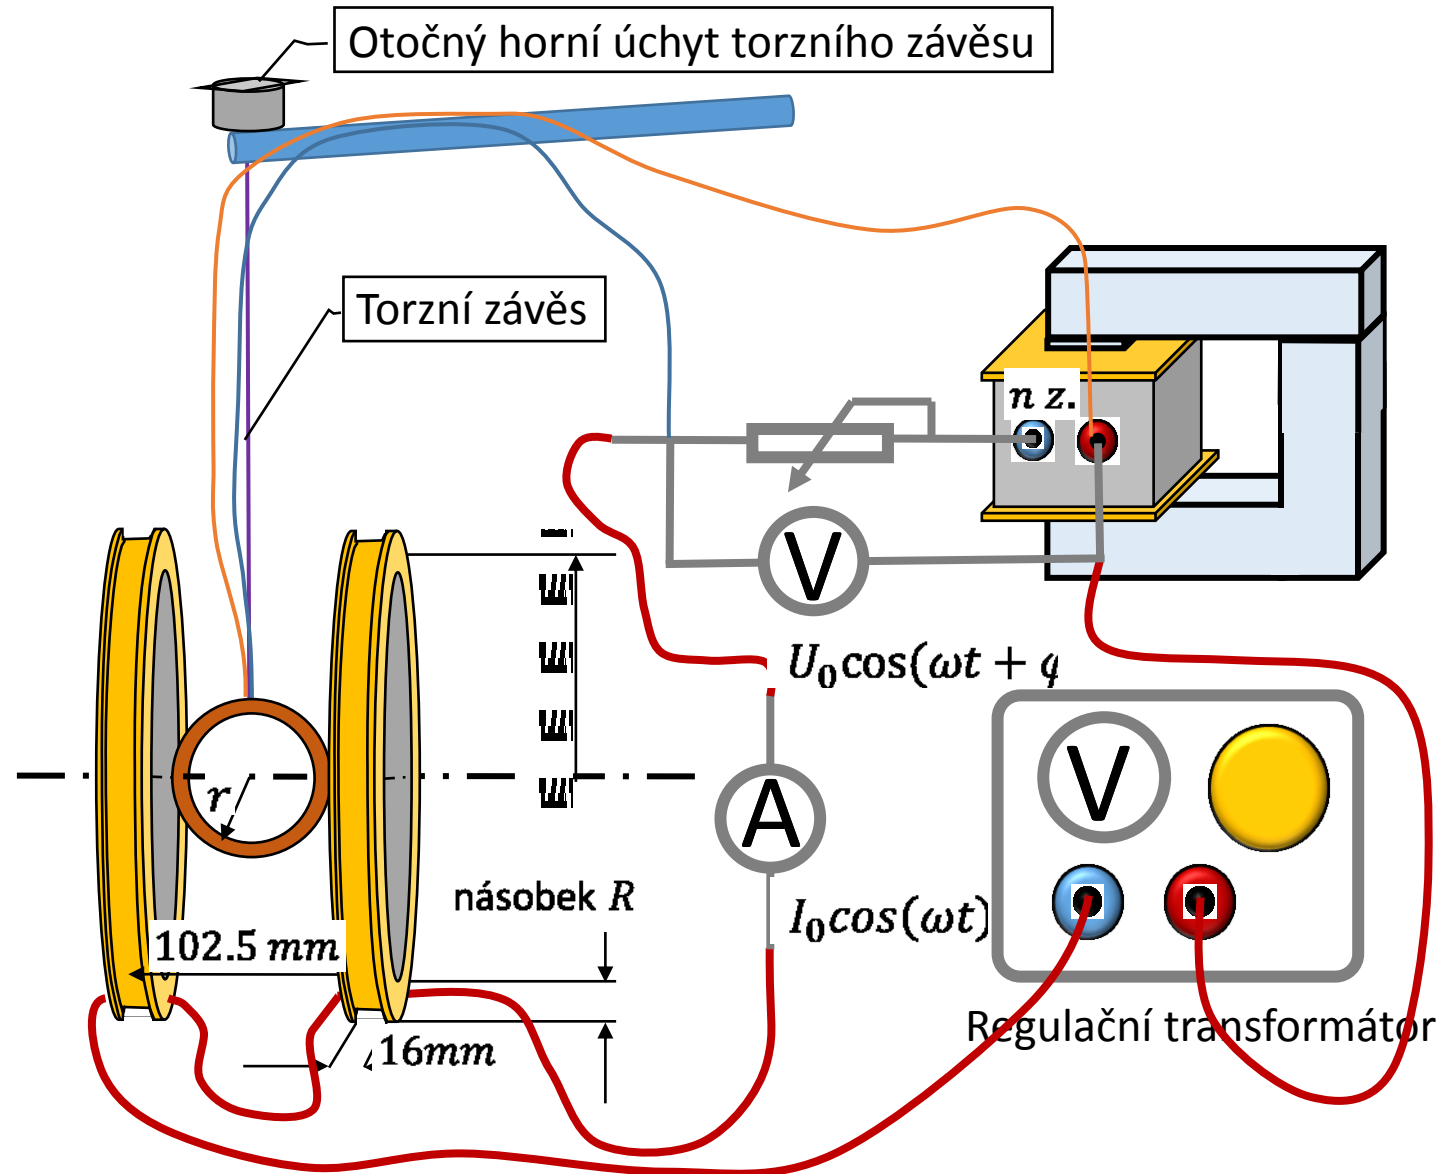 Otočný horní úchyt torzního závěsu
Torzní závěs
n z.
V
U₀cos(ωt + φ
A
V
r
násobek R
I₀cos(ωt)
102.5 mm
16mm
Regulační transformátor